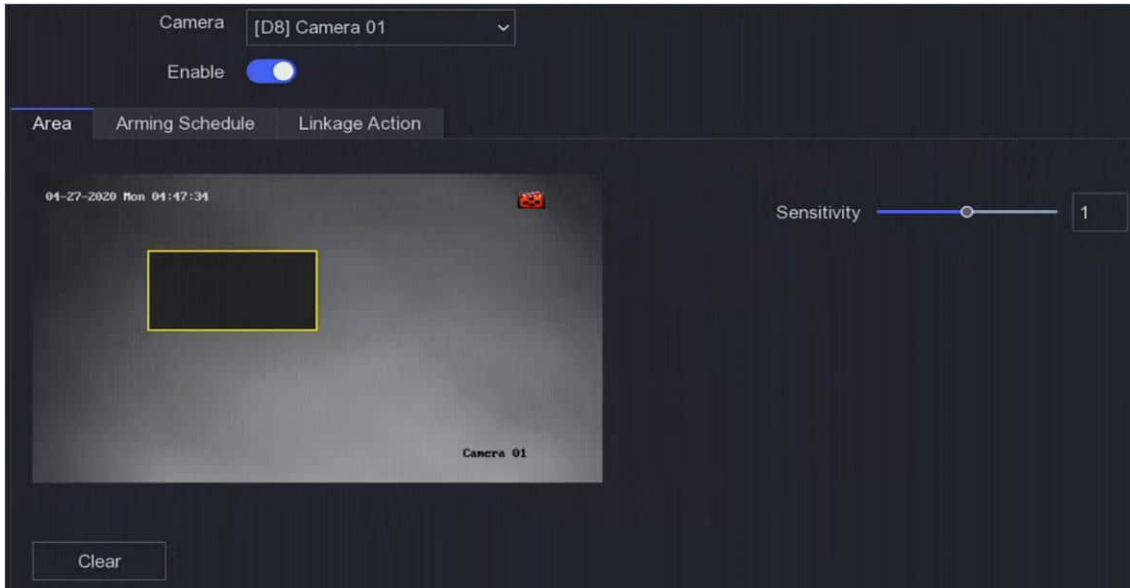 Camera [D8] Camera 01
Enable
Area Arming Schedule Linkage Action
04-27-2020 Mon 04:47:34
Sensitivity 1
Camera 01
Clear